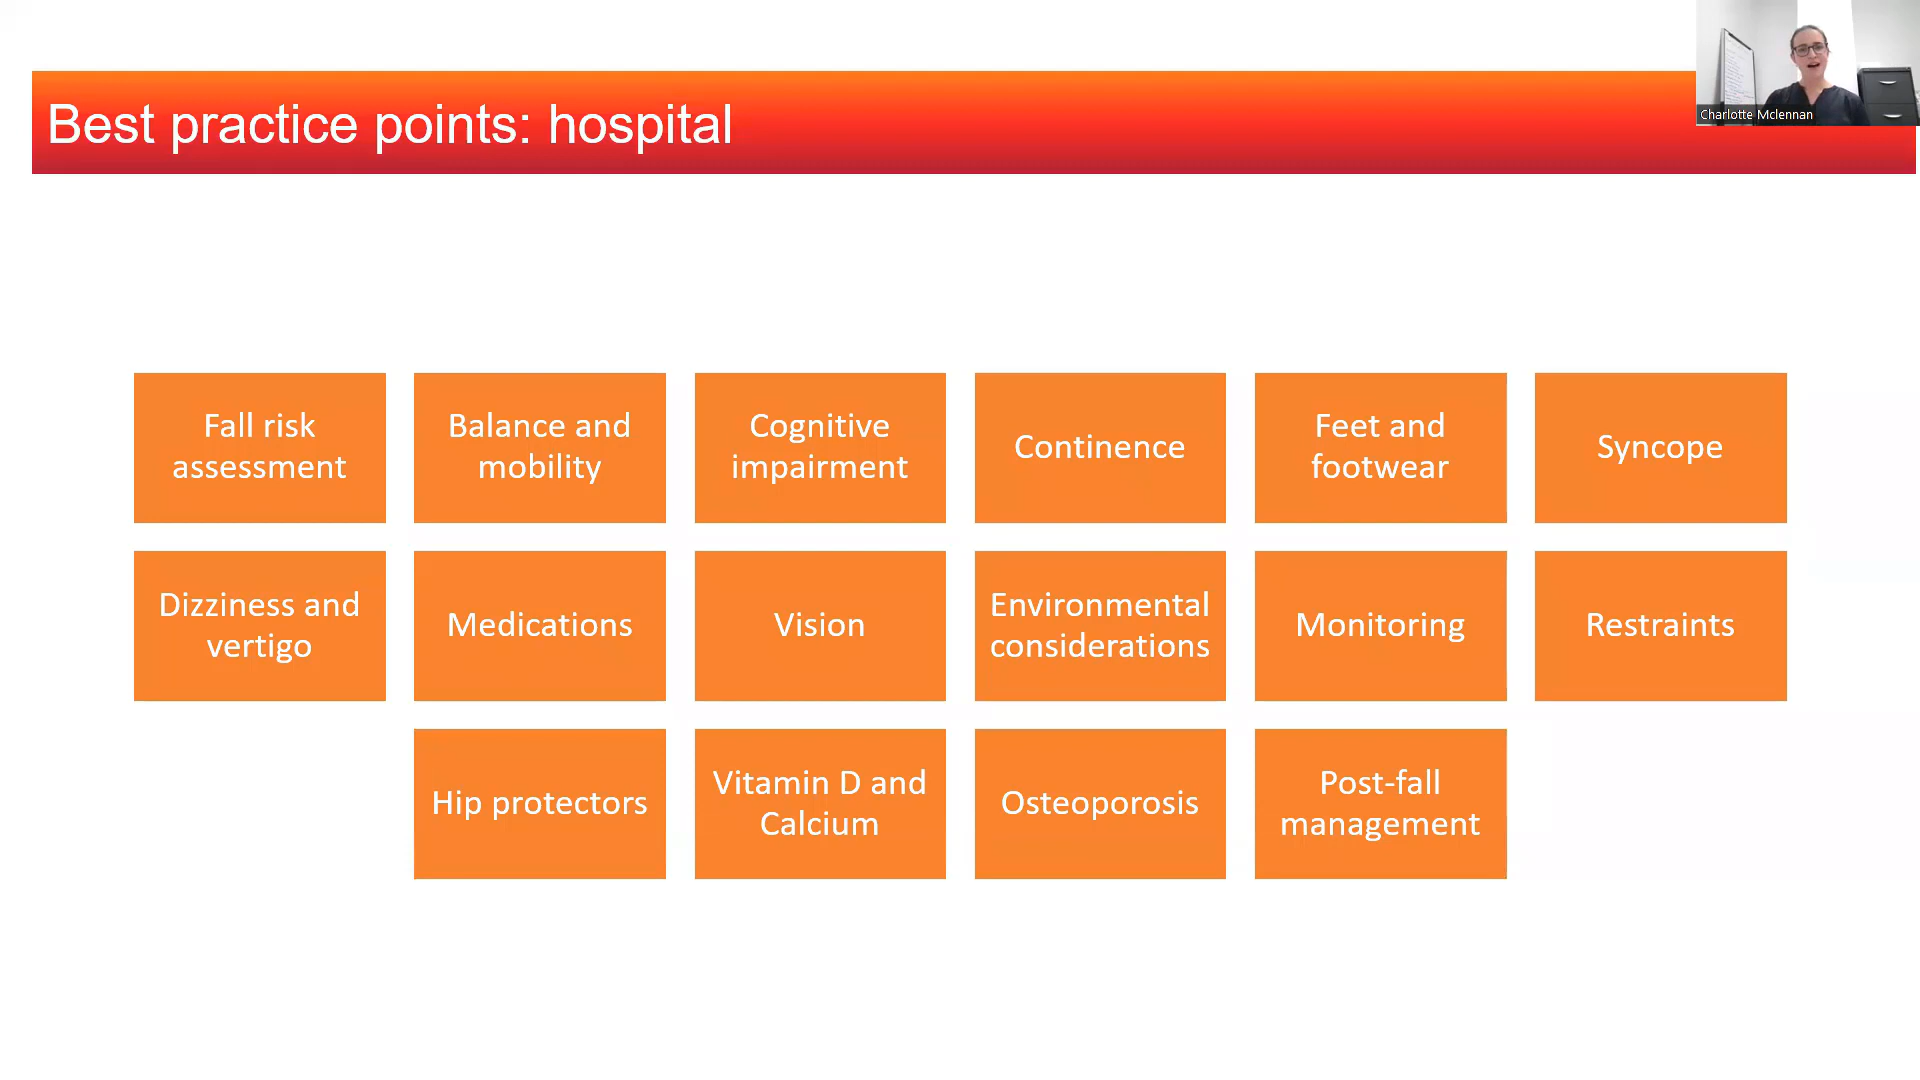 Best practice points: hospital
Charlotte Mclennan
Fall risk
assessment
Balance and
mobility
Cognitive
impairment
Continence
Feet and
footwear
Syncope
Dizziness and
vertigo
Medications
Vision
Environmental
considerations
Monitoring
Restraints
Hip protectors
Vitamin D and
Calcium
Osteoporosis
Post-fall
management